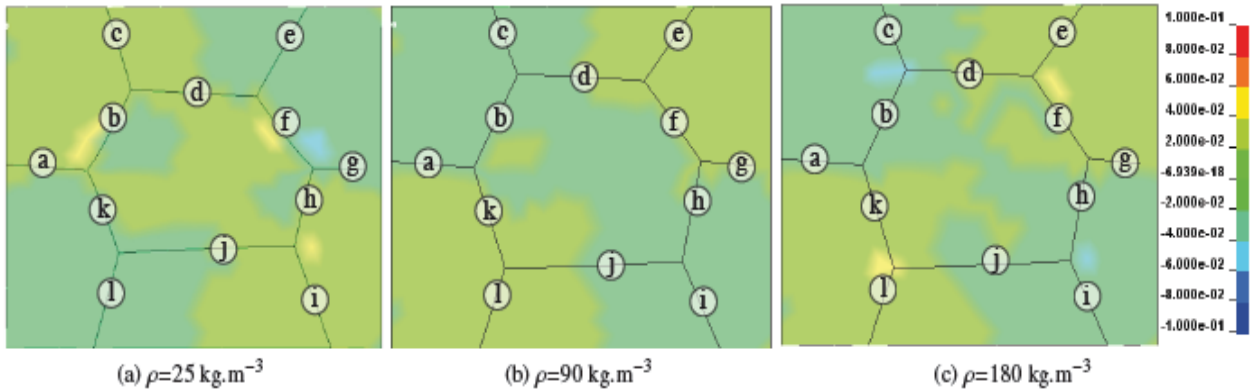 c
e
d
b
f
a
g
k
h
j
l
i
c
e
d
b
f
a
g
k
h
j
l
i
c
e
d
b
f
a
g
k
h
j
l
i
1.000e-01
8.000e-02
6.000e-02
4.000e-02
2.000e-02
-6.939e-18
-2.000e-02
-4.000e-02
-6.000e-02
-8.000e-02
-1.000e-01
(a) ρ=25 kg.m⁻³
(b) ρ=90 kg.m⁻³
(c) ρ=180 kg.m⁻³